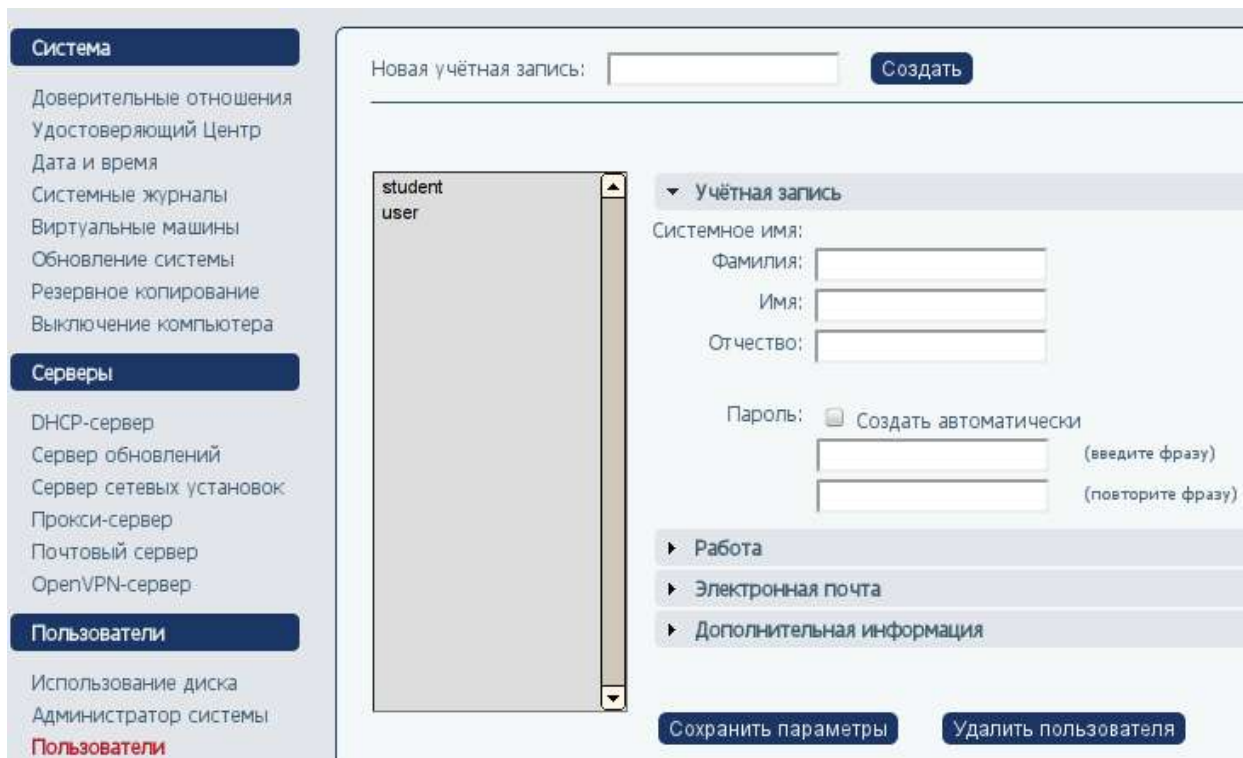 Система
Доверительные отношения
Удостоверяющий Центр
Дата и время
Системные журналы
Виртуальные машины
Обновление системы
Резервное копирование
Выключение компьютера
Серверы
DHCP-сервер
Сервер обновлений
Сервер сетевых установок
Прокси-сервер
Почтовый сервер
OpenVPN-сервер
Пользователи
Использование диска
Администратор системы
Пользователи
Новая учётная запись:
Создать
student
user
Учётная запись
Системное имя:
Фамилия:
Имя:
Отчество:
Пароль: Создать автоматически
(введите фразу)
(повторите фразу)
Работа
Электронная почта
Дополнительная информация
Сохранить параметры
Удалить пользователя